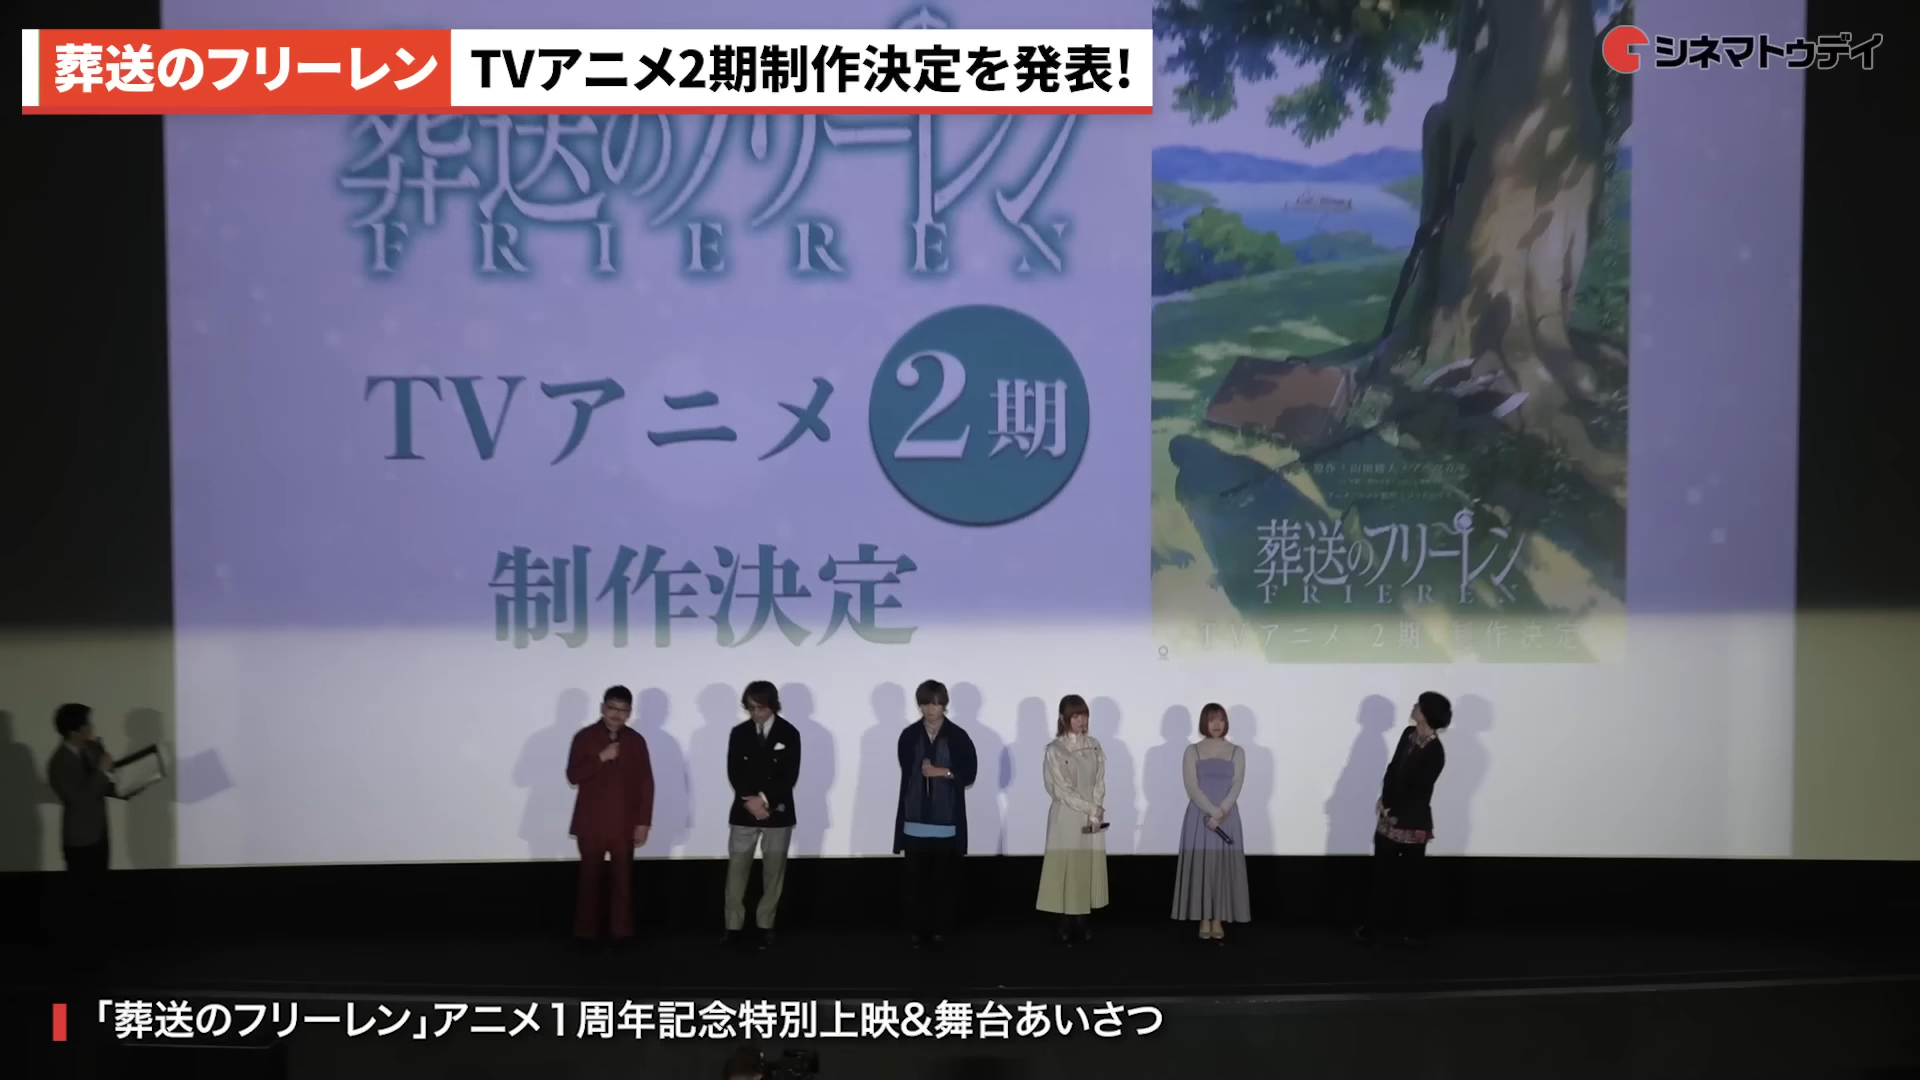 葬送のフリーレン TVアニメ2期制作決定を発表!
シネマトゥデイ
葬送のフリーレン
FRIEREN
TVアニメ 2期
制作決定
葬送のフリーレン
FRIEREN
TVアニメ 2期 制作決定
「葬送のフリーレン」アニメ1周年記念特別上映&舞台あいさつ